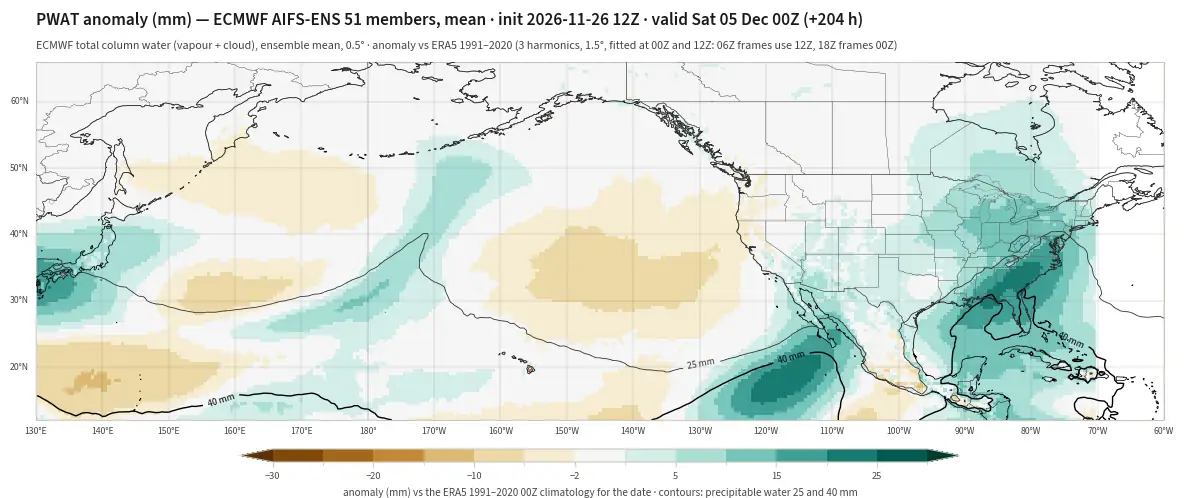 PWAT anomaly (mm) — ECMWF AIFS-ENS 51 members, mean · init 2026-11-26 12Z · valid Sat 05 Dec 00Z (+204 h)
ECMWF total column water (vapour + cloud), ensemble mean, 0.5° · anomaly vs ERA5 1991–2020 (3 harmonics, 1.5°, fitted at 00Z and 12Z: 06Z frames use 12Z, 18Z frames 00Z)
60°N
50°N
40°N
30°N
20°N
25 mm
40 mm
40 mm
40 mm
130°E 140°E 150°E 160°E 170°E 180° 170°W 160°W 150°W 140°W 130°W 120°W 110°W 100°W 90°W 80°W 70°W 60°W
−30 −20 −10 −2 5 15 25
anomaly (mm) vs the ERA5 1991–2020 00Z climatology for the date · contours: precipitable water 25 and 40 mm